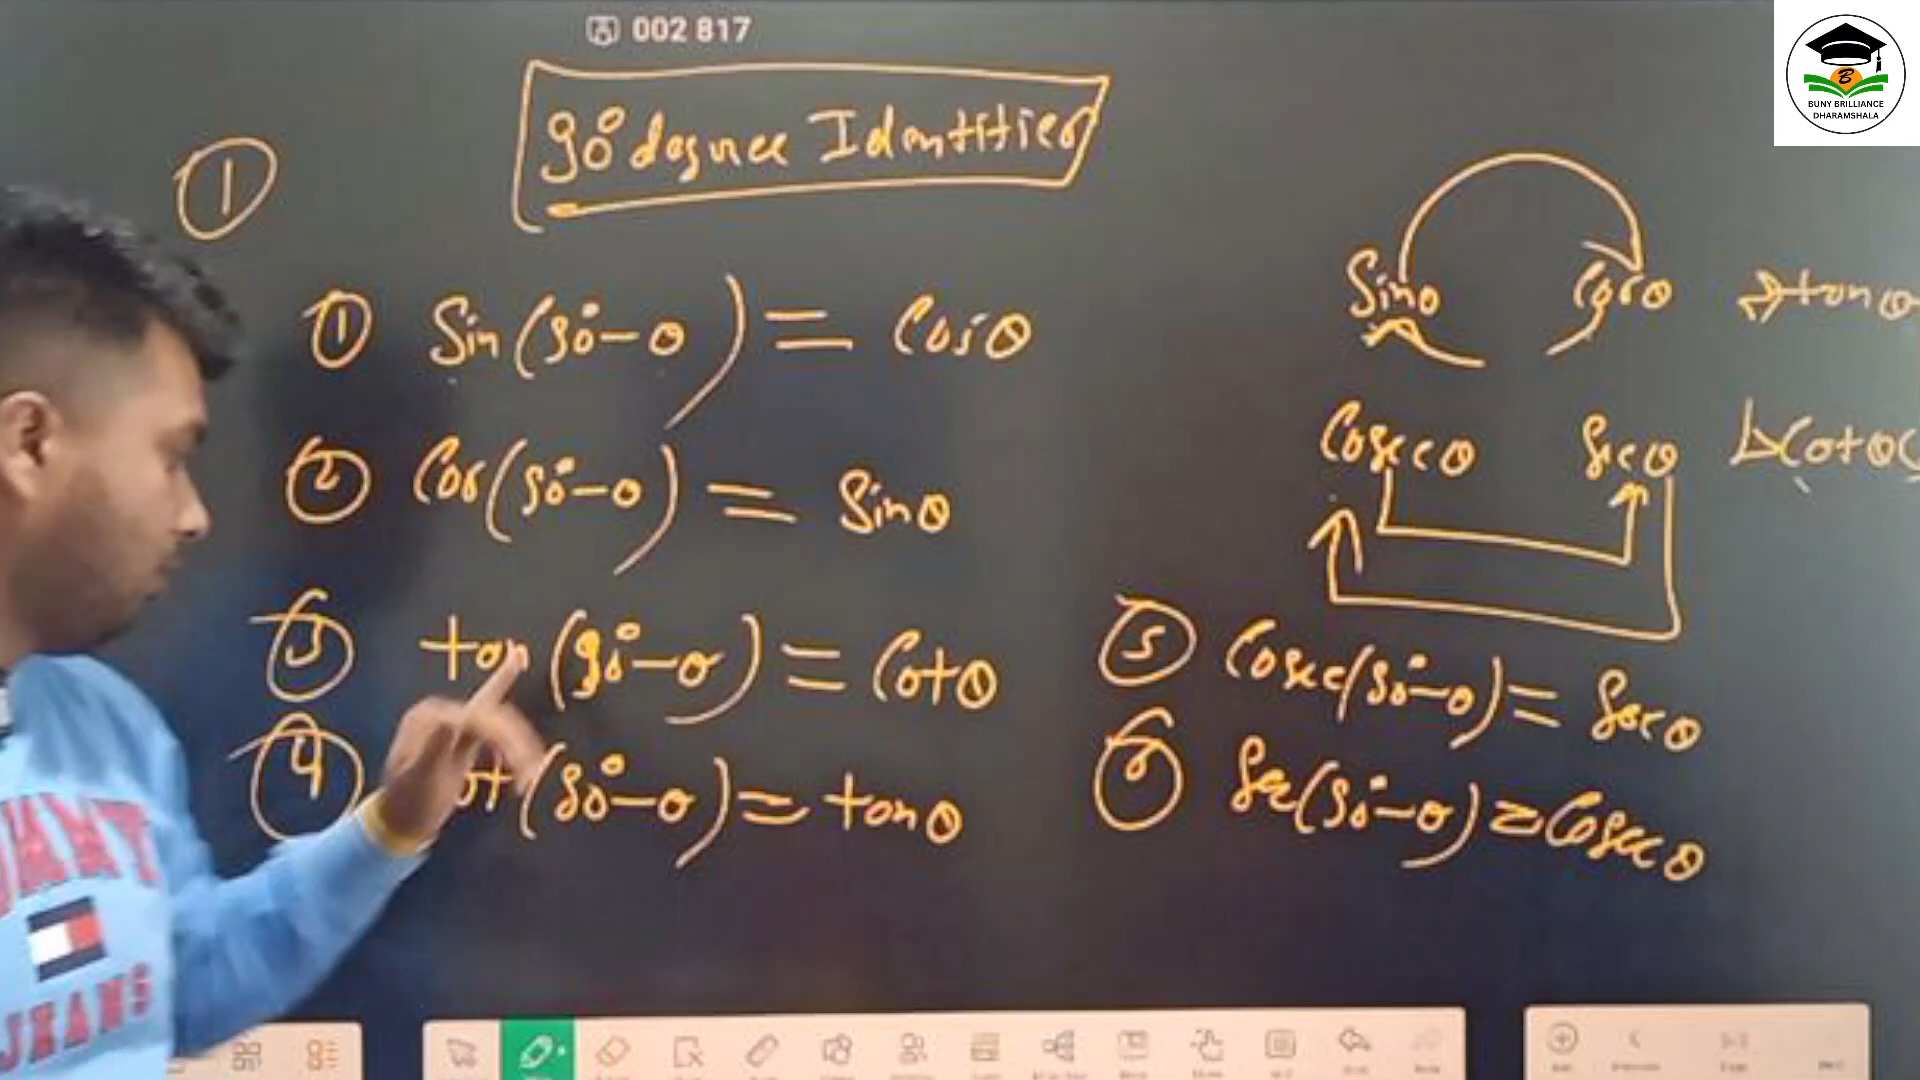 002 817
BUNY BRILLIANCE
DHARAMSHALA
90° degree Identities
①
① Sin(90°-θ) = Cosθ
② Cos(90°-θ) = Sinθ
③ tan(90°-θ) = Cotθ
④ ot(90°-θ) = tanθ
Sinθ Cosθ → tanθ
Cosecθ Secθ Cotθ
⑤ Cosec(90°-θ) = Secθ
⑥ Sec(90°-θ) = Cosecθ
JEANS